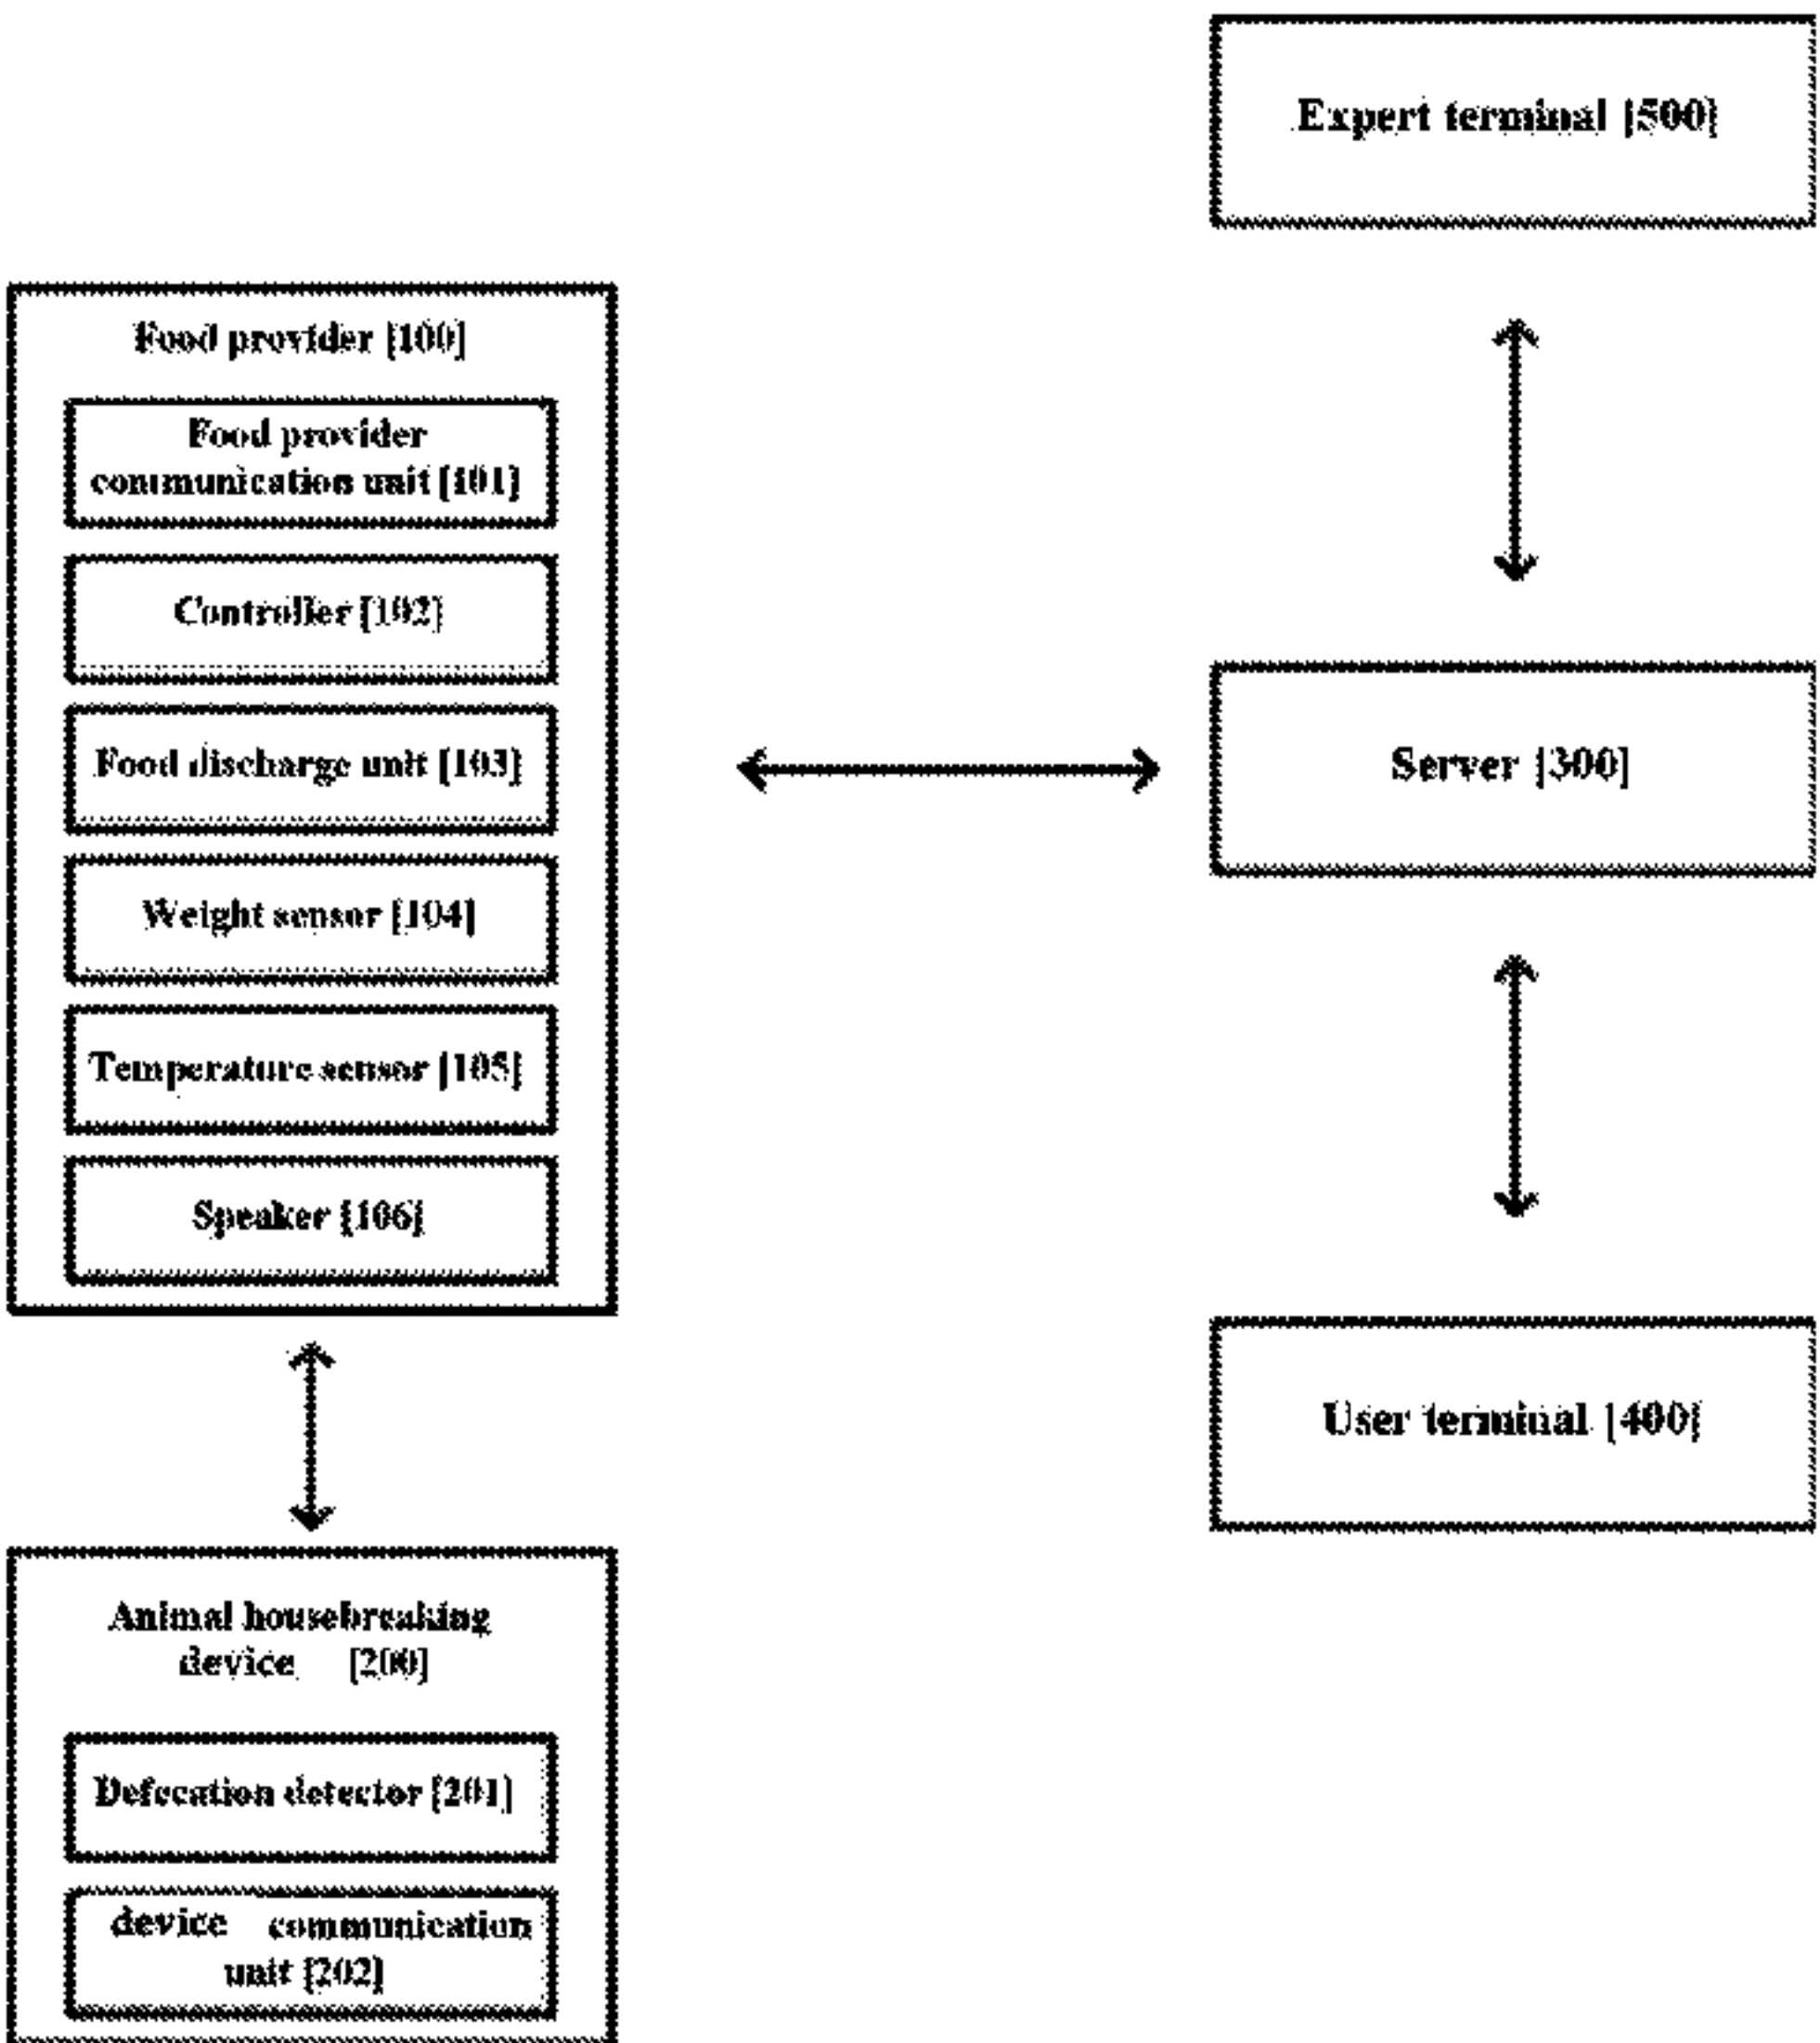 Expert terminal [500]
Food provider [100]
Food provider
communication unit [101]
Controller [102]
Food discharge unit [103]
Weight sensor [104]
Temperature sensor [105]
Speaker [106]
Server [300]
User terminal [400]
Animal housebreaking
device [200]
Defecation detector [201]
device communication
unit [202]